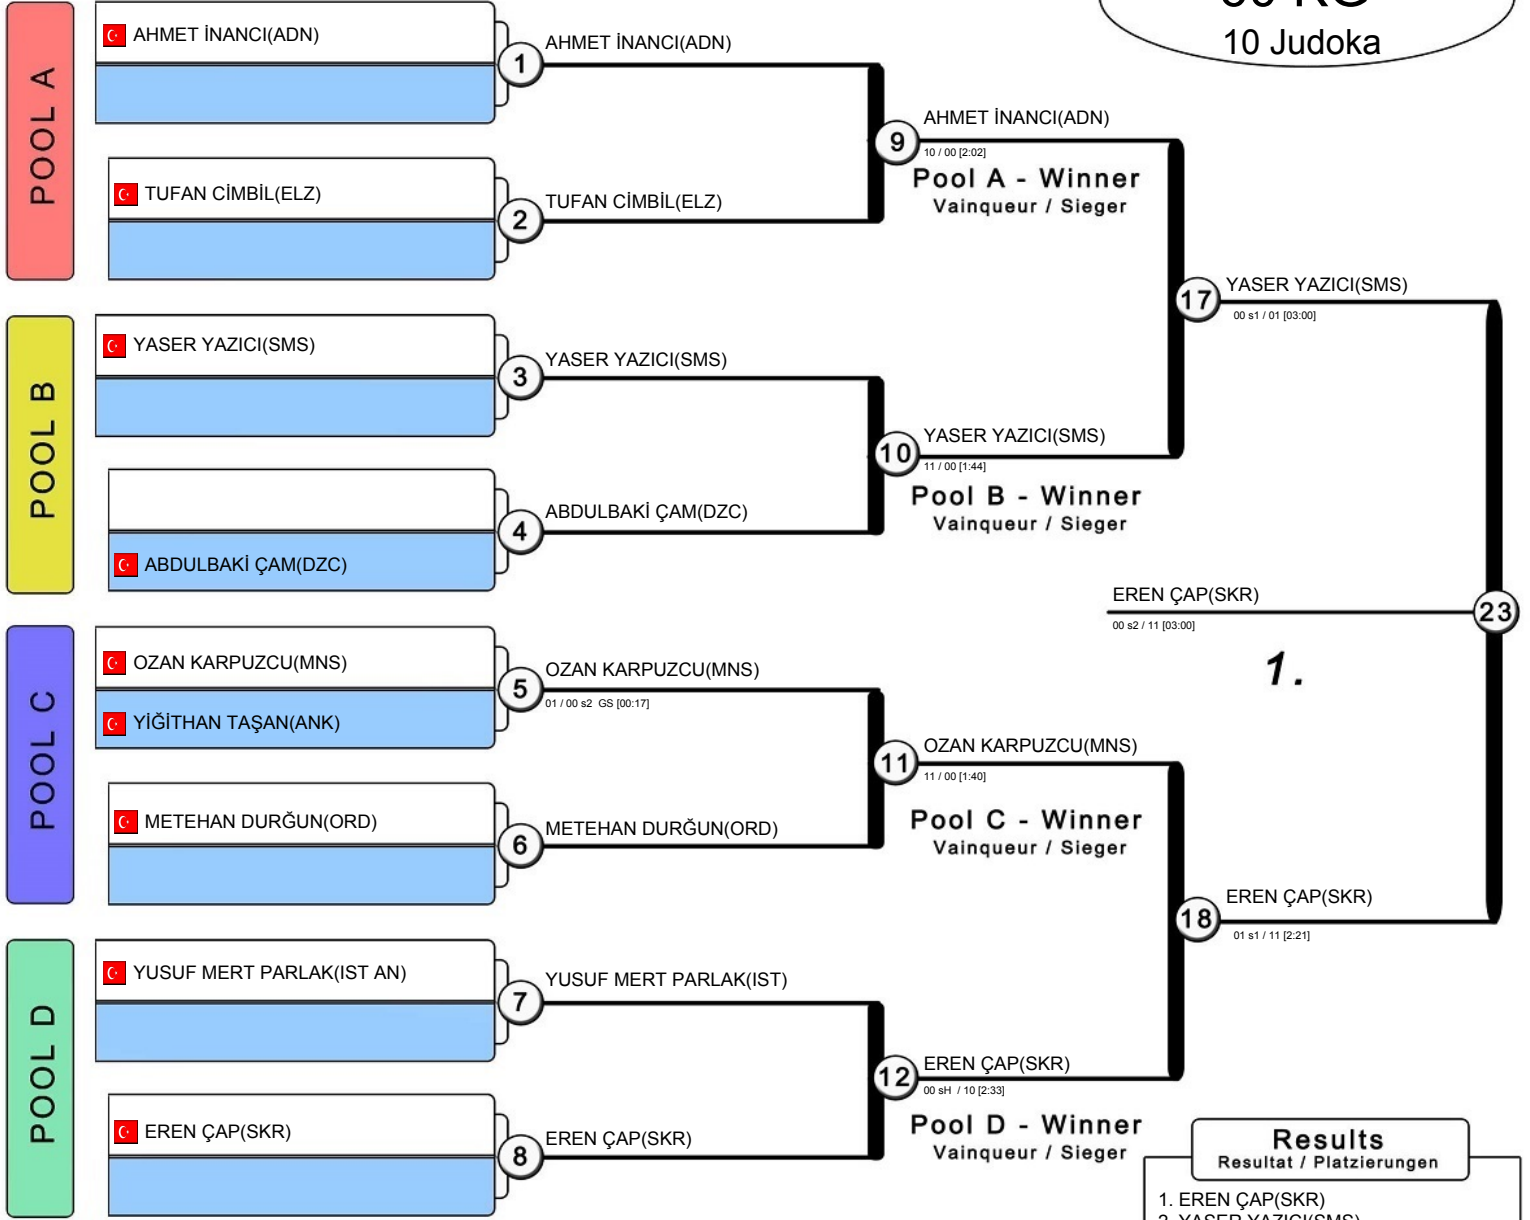 POOL A
AHMET İNANCI(ADN)
1
AHMET İNANCI(ADN)
TUFAN CİMBİL(ELZ)
2
TUFAN CİMBİL(ELZ)
9
AHMET İNANCI(ADN)
10 / 00 [2:02]
Pool A - Winner
Vainqueur / Sieger
10 Judoka
POOL B
YASER YAZICI(SMS)
3
YASER YAZICI(SMS)
ABDULBAKİ ÇAM(DZC)
4
ABDULBAKİ ÇAM(DZC)
10
YASER YAZICI(SMS)
11 / 00 [1:44]
Pool B - Winner
Vainqueur / Sieger
17
YASER YAZICI(SMS)
00 s1 / 01 [03:00]
POOL C
OZAN KARPUZCU(MNS)
YİĞİTHAN TAŞAN(ANK)
5
OZAN KARPUZCU(MNS)
01 / 00 s2 GS [00:17]
METEHAN DURĞUN(ORD)
6
METEHAN DURĞUN(ORD)
11
OZAN KARPUZCU(MNS)
11 / 00 [1:40]
Pool C - Winner
Vainqueur / Sieger
POOL D
YUSUF MERT PARLAK(IST AN)
7
YUSUF MERT PARLAK(IST)
EREN ÇAP(SKR)
8
EREN ÇAP(SKR)
12
EREN ÇAP(SKR)
00 sH / 10 [2:33]
Pool D - Winner
Vainqueur / Sieger
18
EREN ÇAP(SKR)
01 s1 / 11 [2:21]
EREN ÇAP(SKR)
23
00 s2 / 11 [03:00]
1.
Results
Resultat / Platzierungen
1. EREN ÇAP(SKR)
2. YASER YAZICI(SMS)